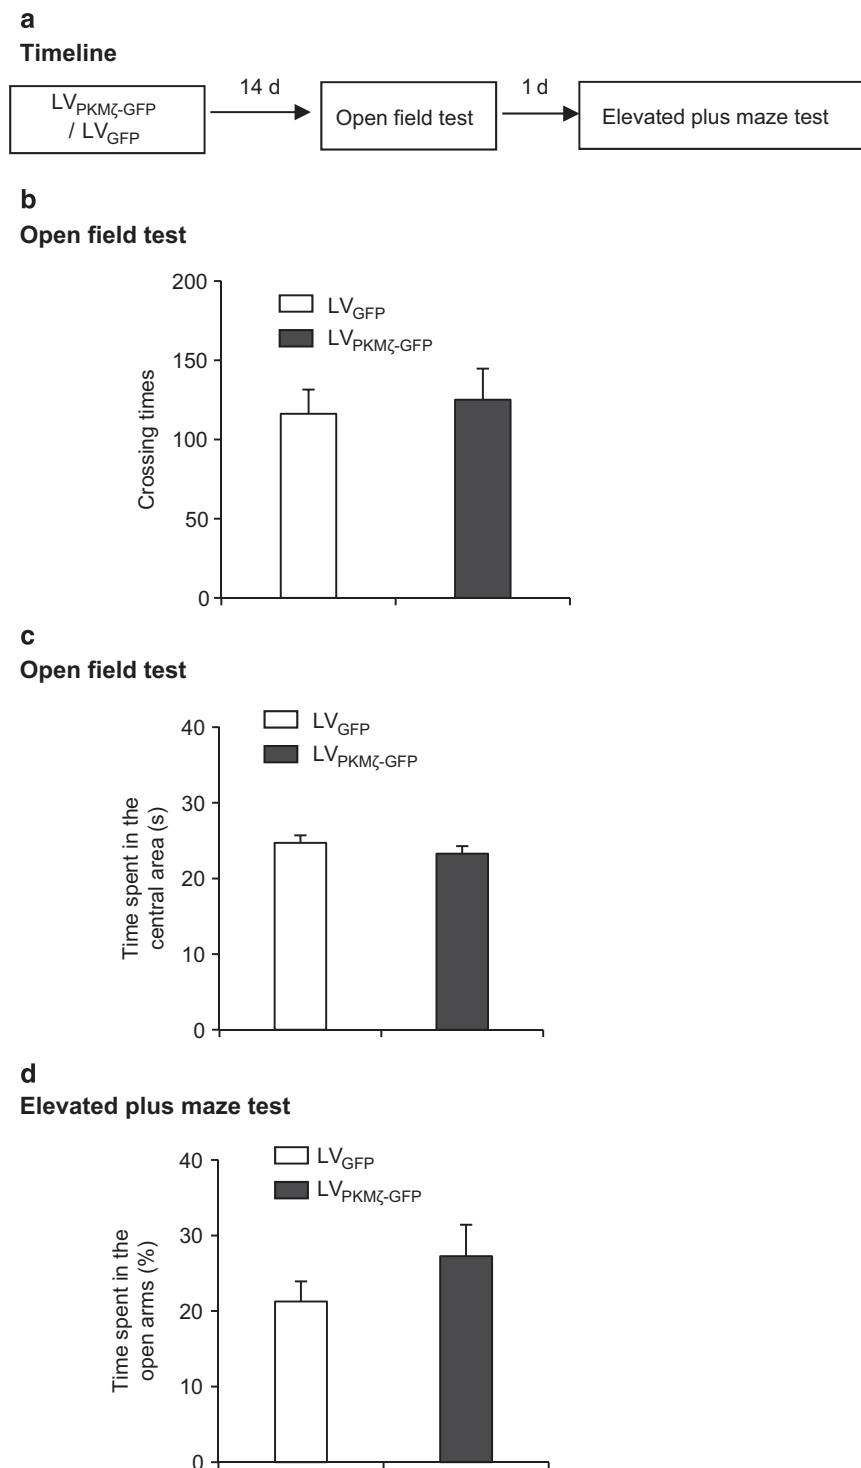 a
Timeline
LVPKMζ-GFP
/ LVGFP
14 d
Open field test
1 d
Elevated plus maze test
b
Open field test
200
150
100
50
0
Crossing times
LVGFP
LVPKMζ-GFP
c
Open field test
40
30
20
10
0
Time spent in the
central area (s)
LVGFP
LVPKMζ-GFP
d
Elevated plus maze test
40
30
20
10
0
Time spent in the
open arms (%)
LVGFP
LVPKMζ-GFP